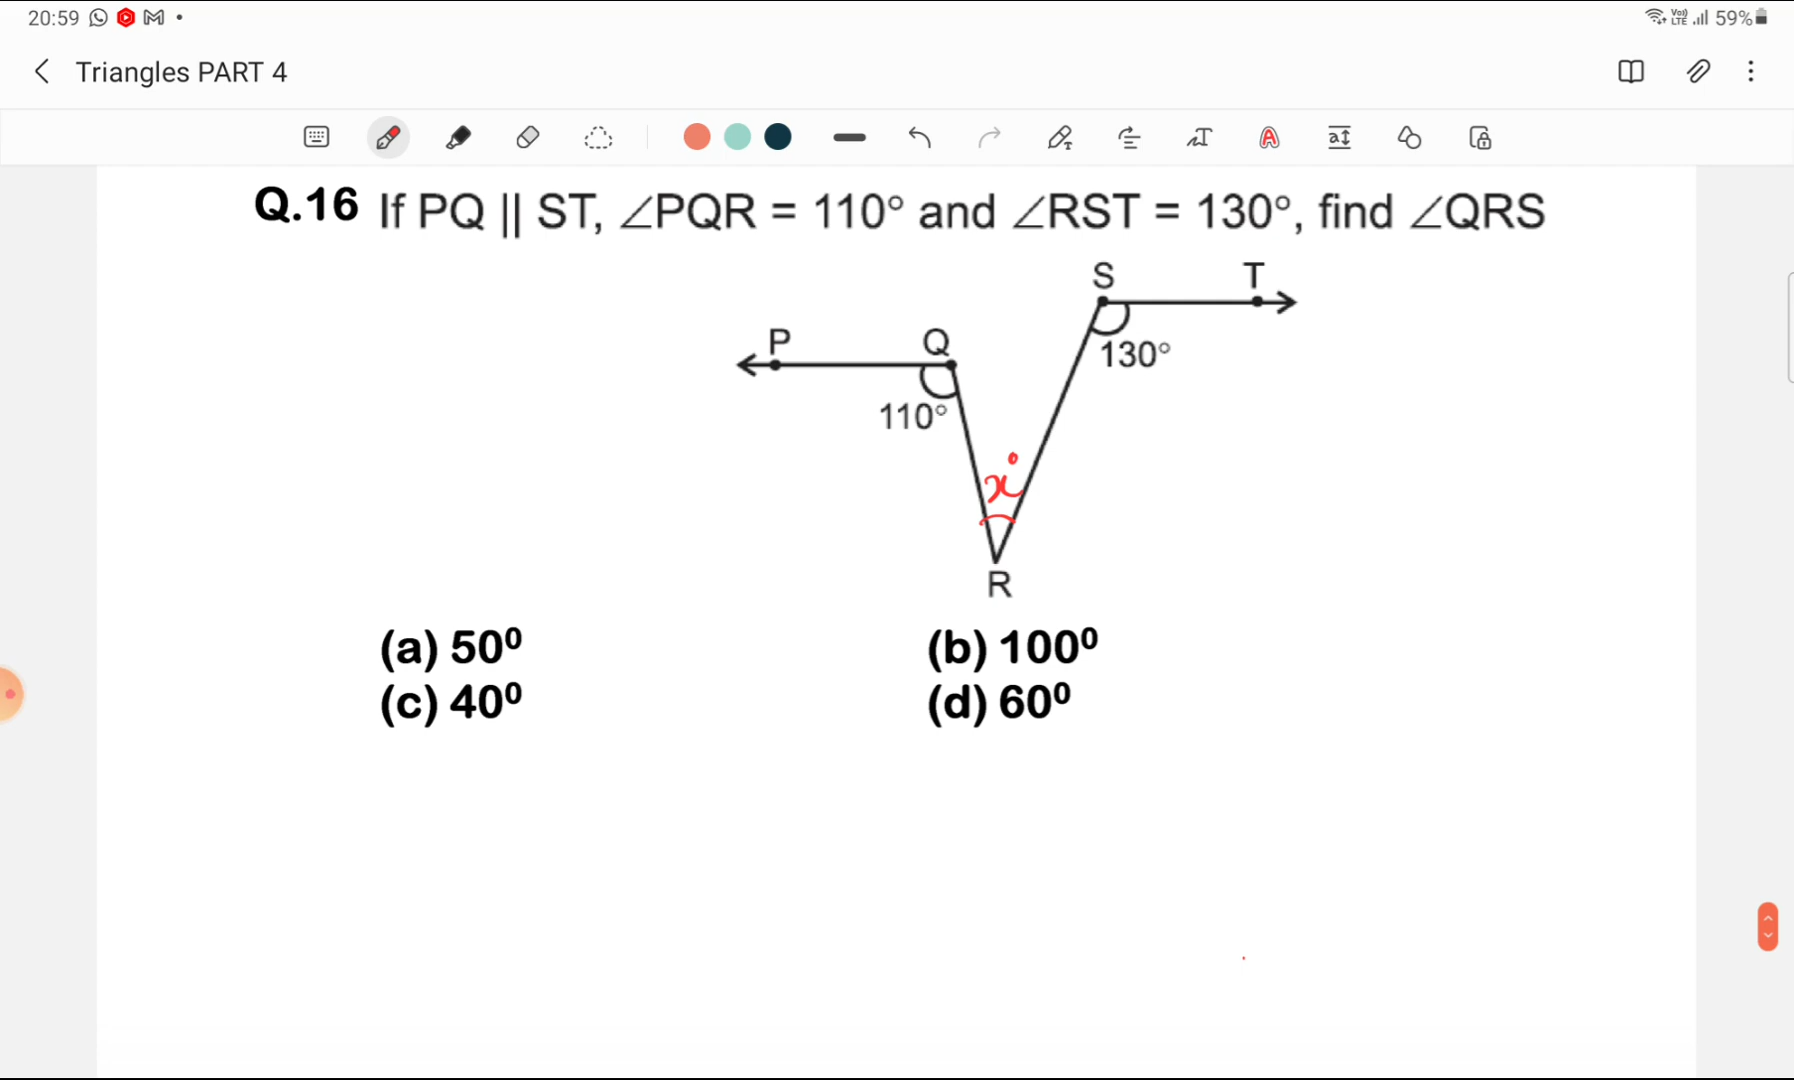 20:59 59%
Triangles PART 4
Q.16 If PQ || ST, ∠PQR = 110° and ∠RST = 130°, find ∠QRS
S T
P Q
130°
110°
x°
R
(a) 50⁰ (b) 100⁰
(c) 40⁰ (d) 60⁰